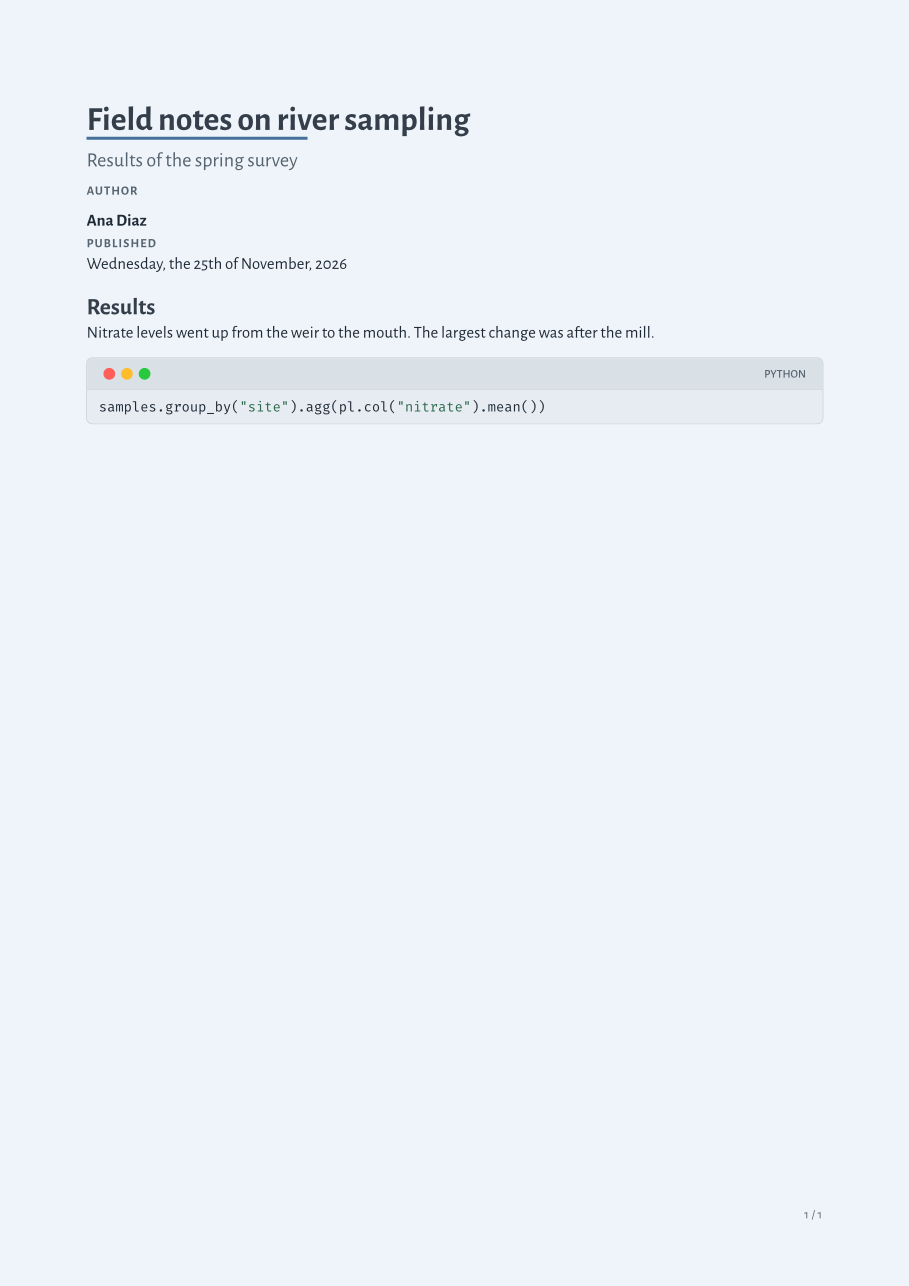 Field notes on river sampling
Results of the spring survey
AUTHOR
Ana Diaz
PUBLISHED
Wednesday, the 25th of November, 2026
Results
Nitrate levels went up from the weir to the mouth. The largest change was after the mill.
PYTHON
samples.group_by("site").agg(pl.col("nitrate").mean())
1 / 1